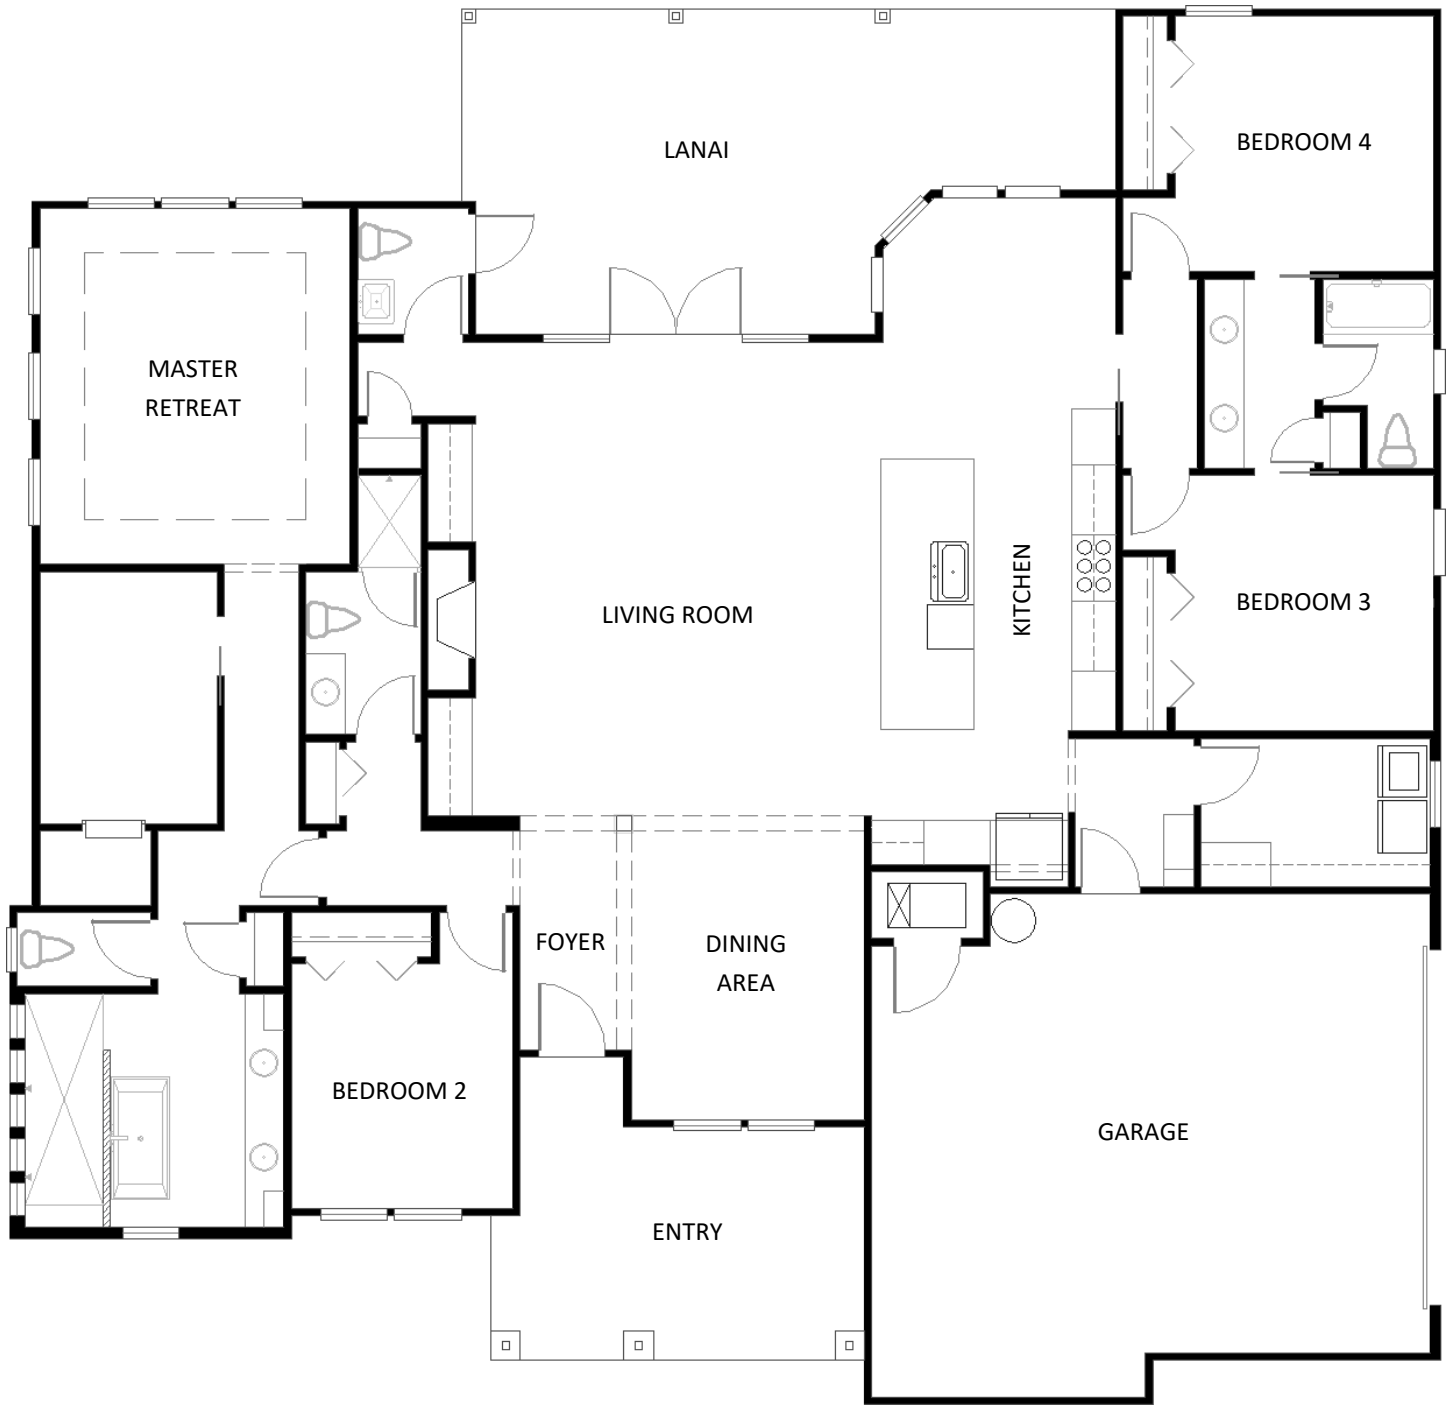 BEDROOM 4
LANAI
MASTER
RETREAT
LIVING ROOM
KITCHEN
BEDROOM 3
FOYER
DINING
AREA
BEDROOM 2
GARAGE
ENTRY